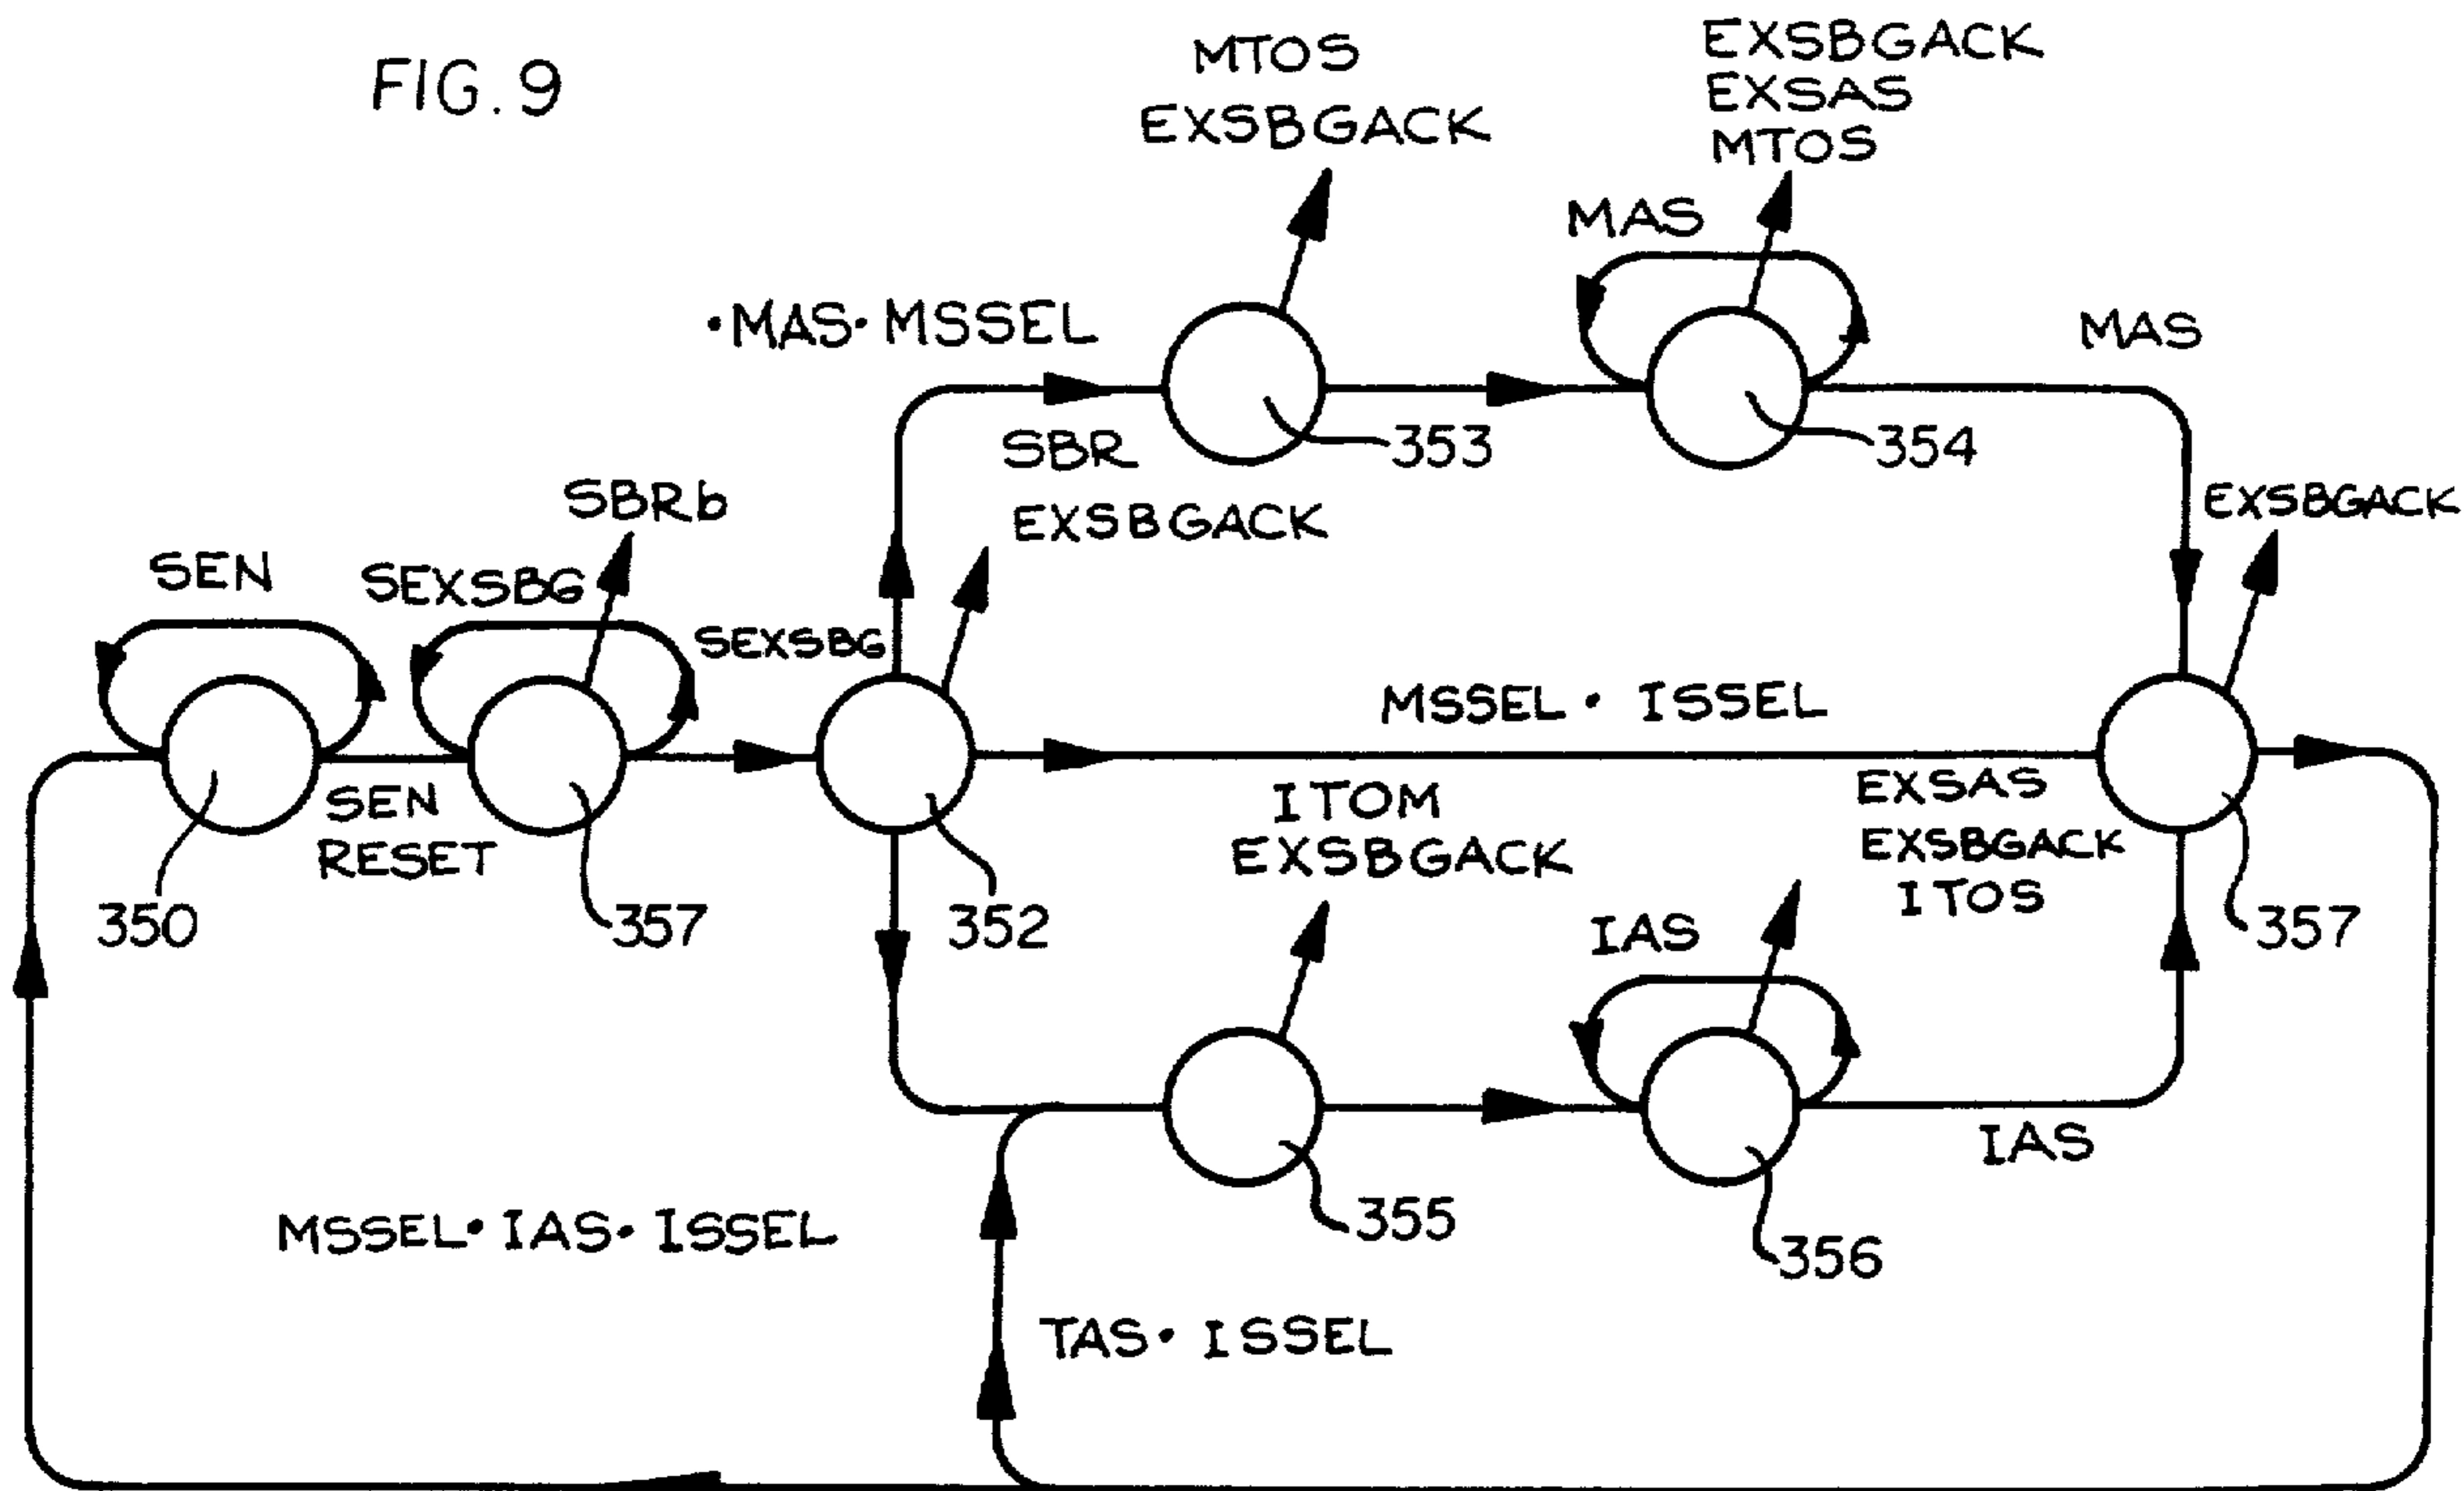 FIG. 9
MTOS
EXSBGACK
EXSBGACK
EXSAS
MTOS
MAS
•MAS•MSSEL
MAS
353
354
SBR
EXSBGACK
SBRb
EXSBGACK
SEN
SEXSBG
SEXSBG
MSSEL • ISSEL
SEN
RESET
ITOM
EXSBGACK
EXSAS
EXSBGACK
ITOS
350
357
352
IAS
357
IAS
355
356
MSSEL•IAS•ISSEL
TAS•ISSEL